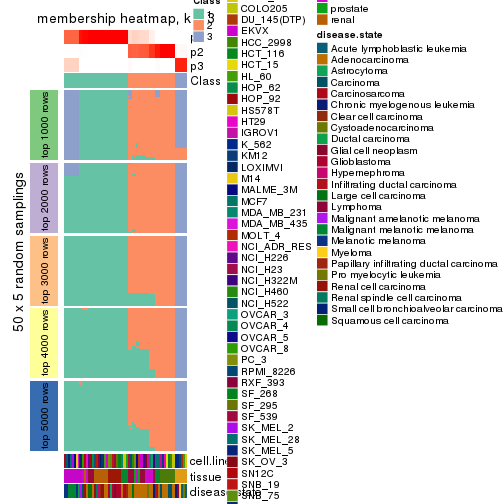 membership heatmap, k
p2
p3
Class
50 x 5 random samplings
top 1000 rows
top 2000 rows
top 3000 rows
top 4000 rows
top 5000 rows
cell.line
tissue
disease.state
Class
1
2
3
COLO205
DU_145(DTP)
EKVX
HCC_2998
HCT_116
HCT_15
HL_60
HOP_62
HOP_92
HS578T
HT29
IGROV1
K_562
KM12
LOXIMVI
M14
MALME_3M
MCF7
MDA_MB_231
MDA_MB_435
MOLT_4
NCI_ADR_RES
NCI_H226
NCI_H23
NCI_H322M
NCI_H460
NCI_H522
OVCAR_3
OVCAR_4
OVCAR_5
OVCAR_8
PC_3
RPMI_8226
RXF_393
SF_268
SF_295
SF_539
SK_MEL_2
SK_MEL_28
SK_MEL_5
SK_OV_3
SN12C
SNB_19
SNB_75
prostate
renal
disease.state
Acute lymphoblastic leukemia
Adenocarcinoma
Astrocytoma
Carcinoma
Carcinosarcoma
Chronic myelogenous leukemia
Clear cell carcinoma
Cystoadenocarcinoma
Ductal carcinoma
Glial cell neoplasm
Glioblastoma
Hypernephroma
Infiltrating ductal carcinoma
Large cell carcinoma
Lymphoma
Malignant amelanotic melanoma
Malignant melanotic melanoma
Melanotic melanoma
Myeloma
Papillary infiltrating ductal carcinoma
Pro myelocytic leukemia
Renal cell carcinoma
Renal spindle cell carcinoma
Small cell bronchioalveolar carcinoma
Squamous cell carcinoma